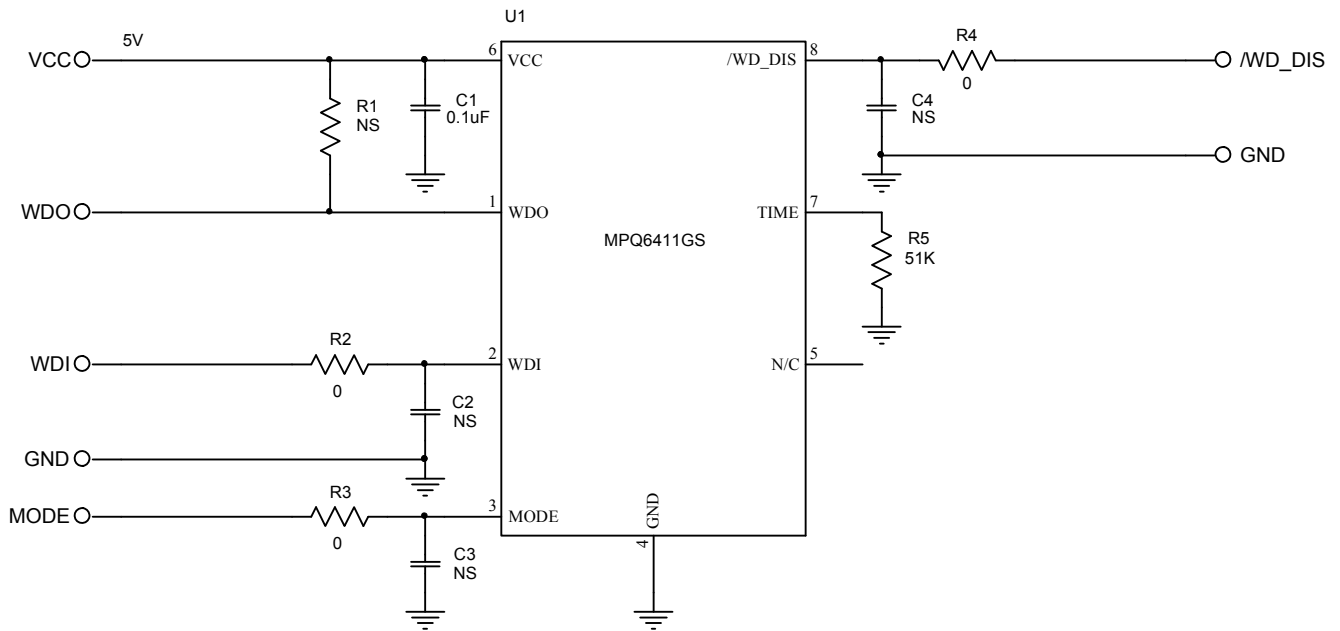 U1
5V
VCC
6
VCC
/WD_DIS
8
R4
0
/WD_DIS
R1
NS
C1
0.1uF
C4
NS
GND
WDO
1
WDO
TIME
7
MPQ6411GS
R5
51K
R2
0
WDI
2
WDI
N/C
5
C2
NS
GND
R3
0
MODE
3
MODE
GND
4
C3
NS